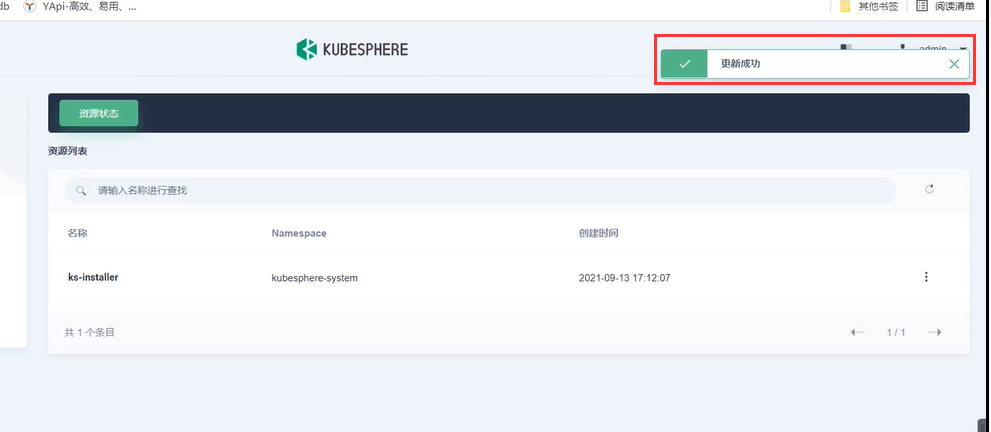 db YApi-高效、易用、... 其他书签 阅读清单
KUBESPHERE admin
更新成功
资源状态
资源列表
请输入名称进行查找
名称 Namespace 创建时间
ks-installer kubesphere-system 2021-09-13 17:12:07
共 1 个条目 1 / 1